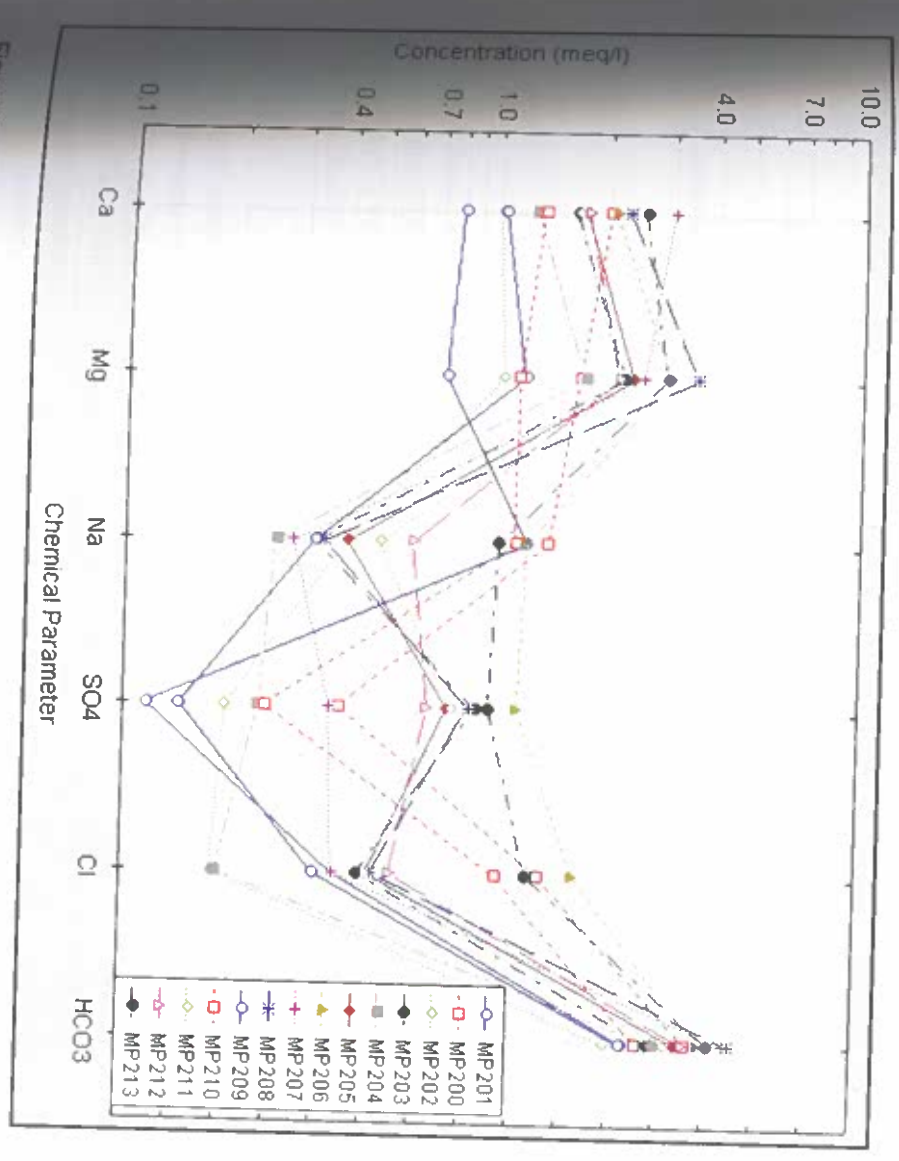 Concentration (meq/l)
10.0
7.0
4.0
1.0
0.7
0.4
0.1
Ca
Mg
Na
SO4
Cl
HCO3
Chemical Parameter
MP201
MP200
MP202
MP203
MP204
MP205
MP206
MP207
MP208
MP209
MP210
MP211
MP212
MP213